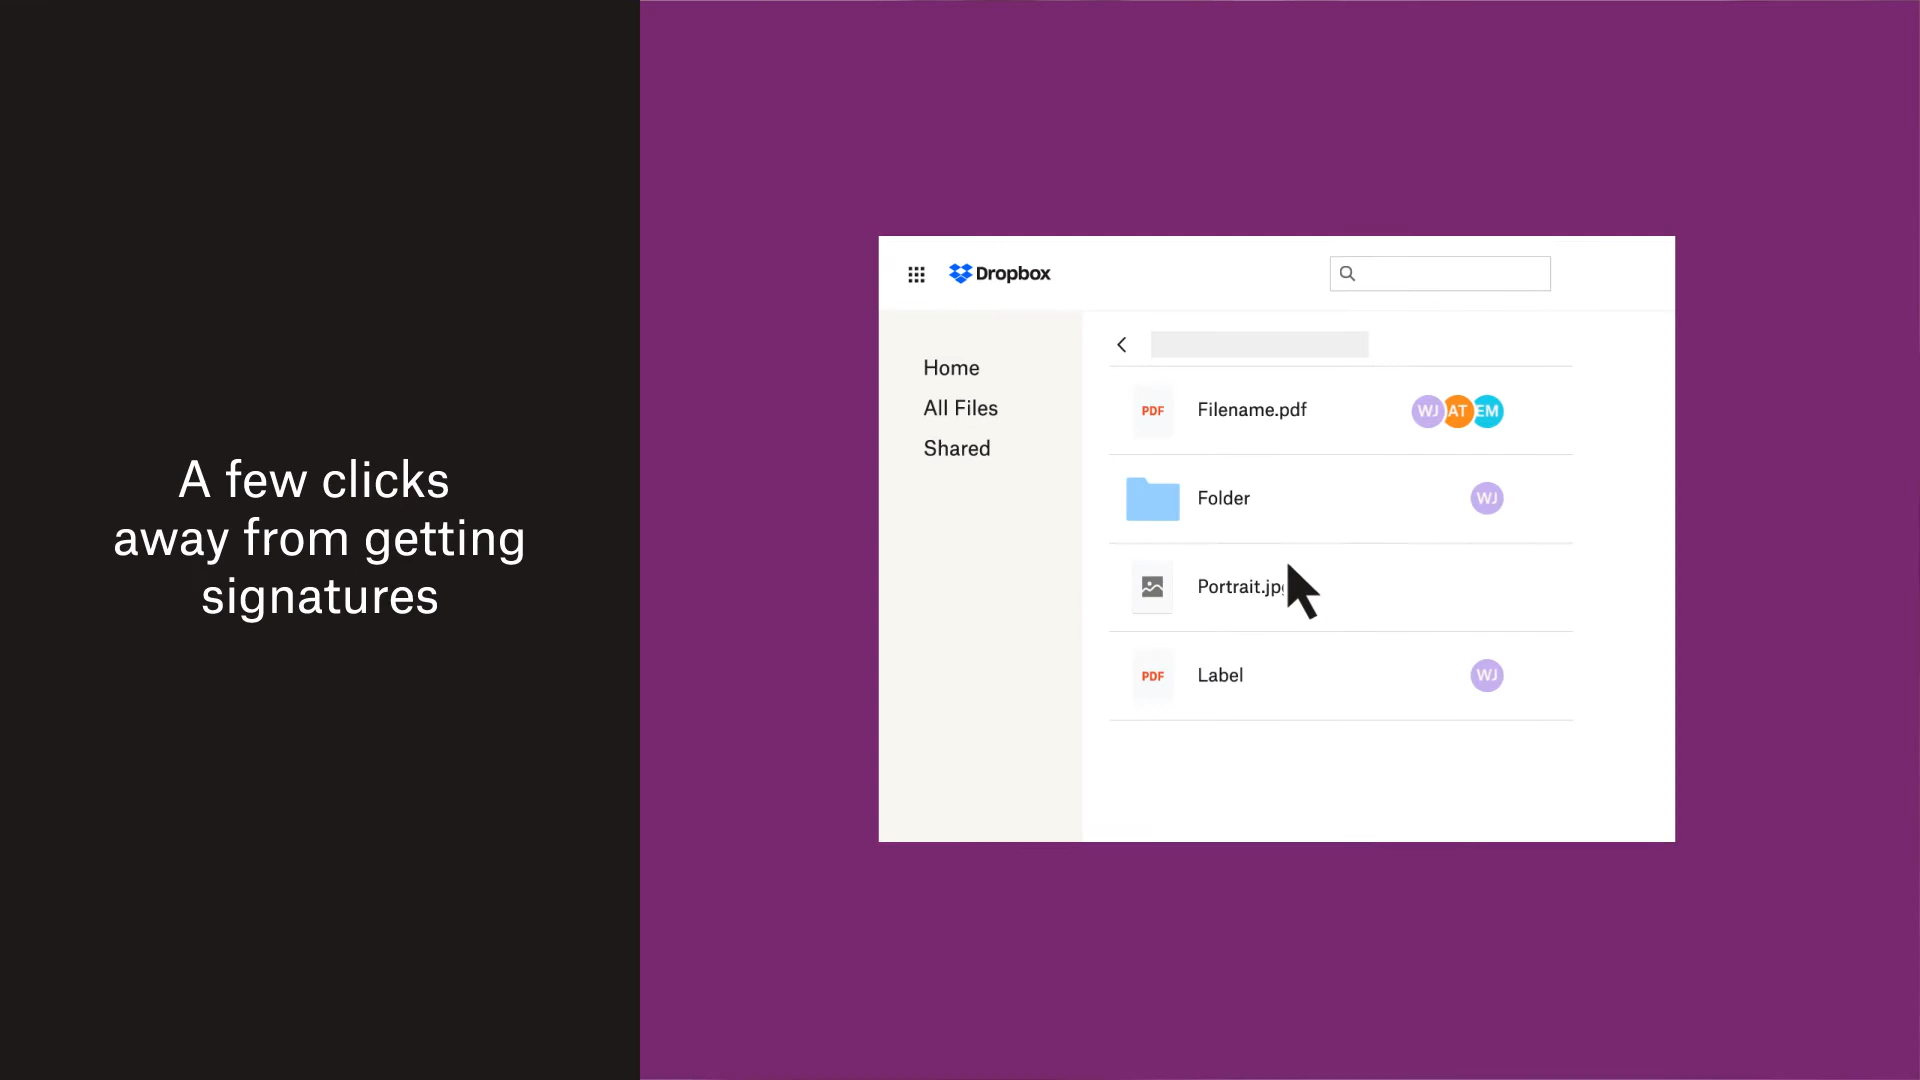 A few clicks
away from getting
signatures
Dropbox
Home
All Files
Shared
PDF Filename.pdf WJ AT EM
Folder WJ
Portrait.jpg
PDF Label WJ